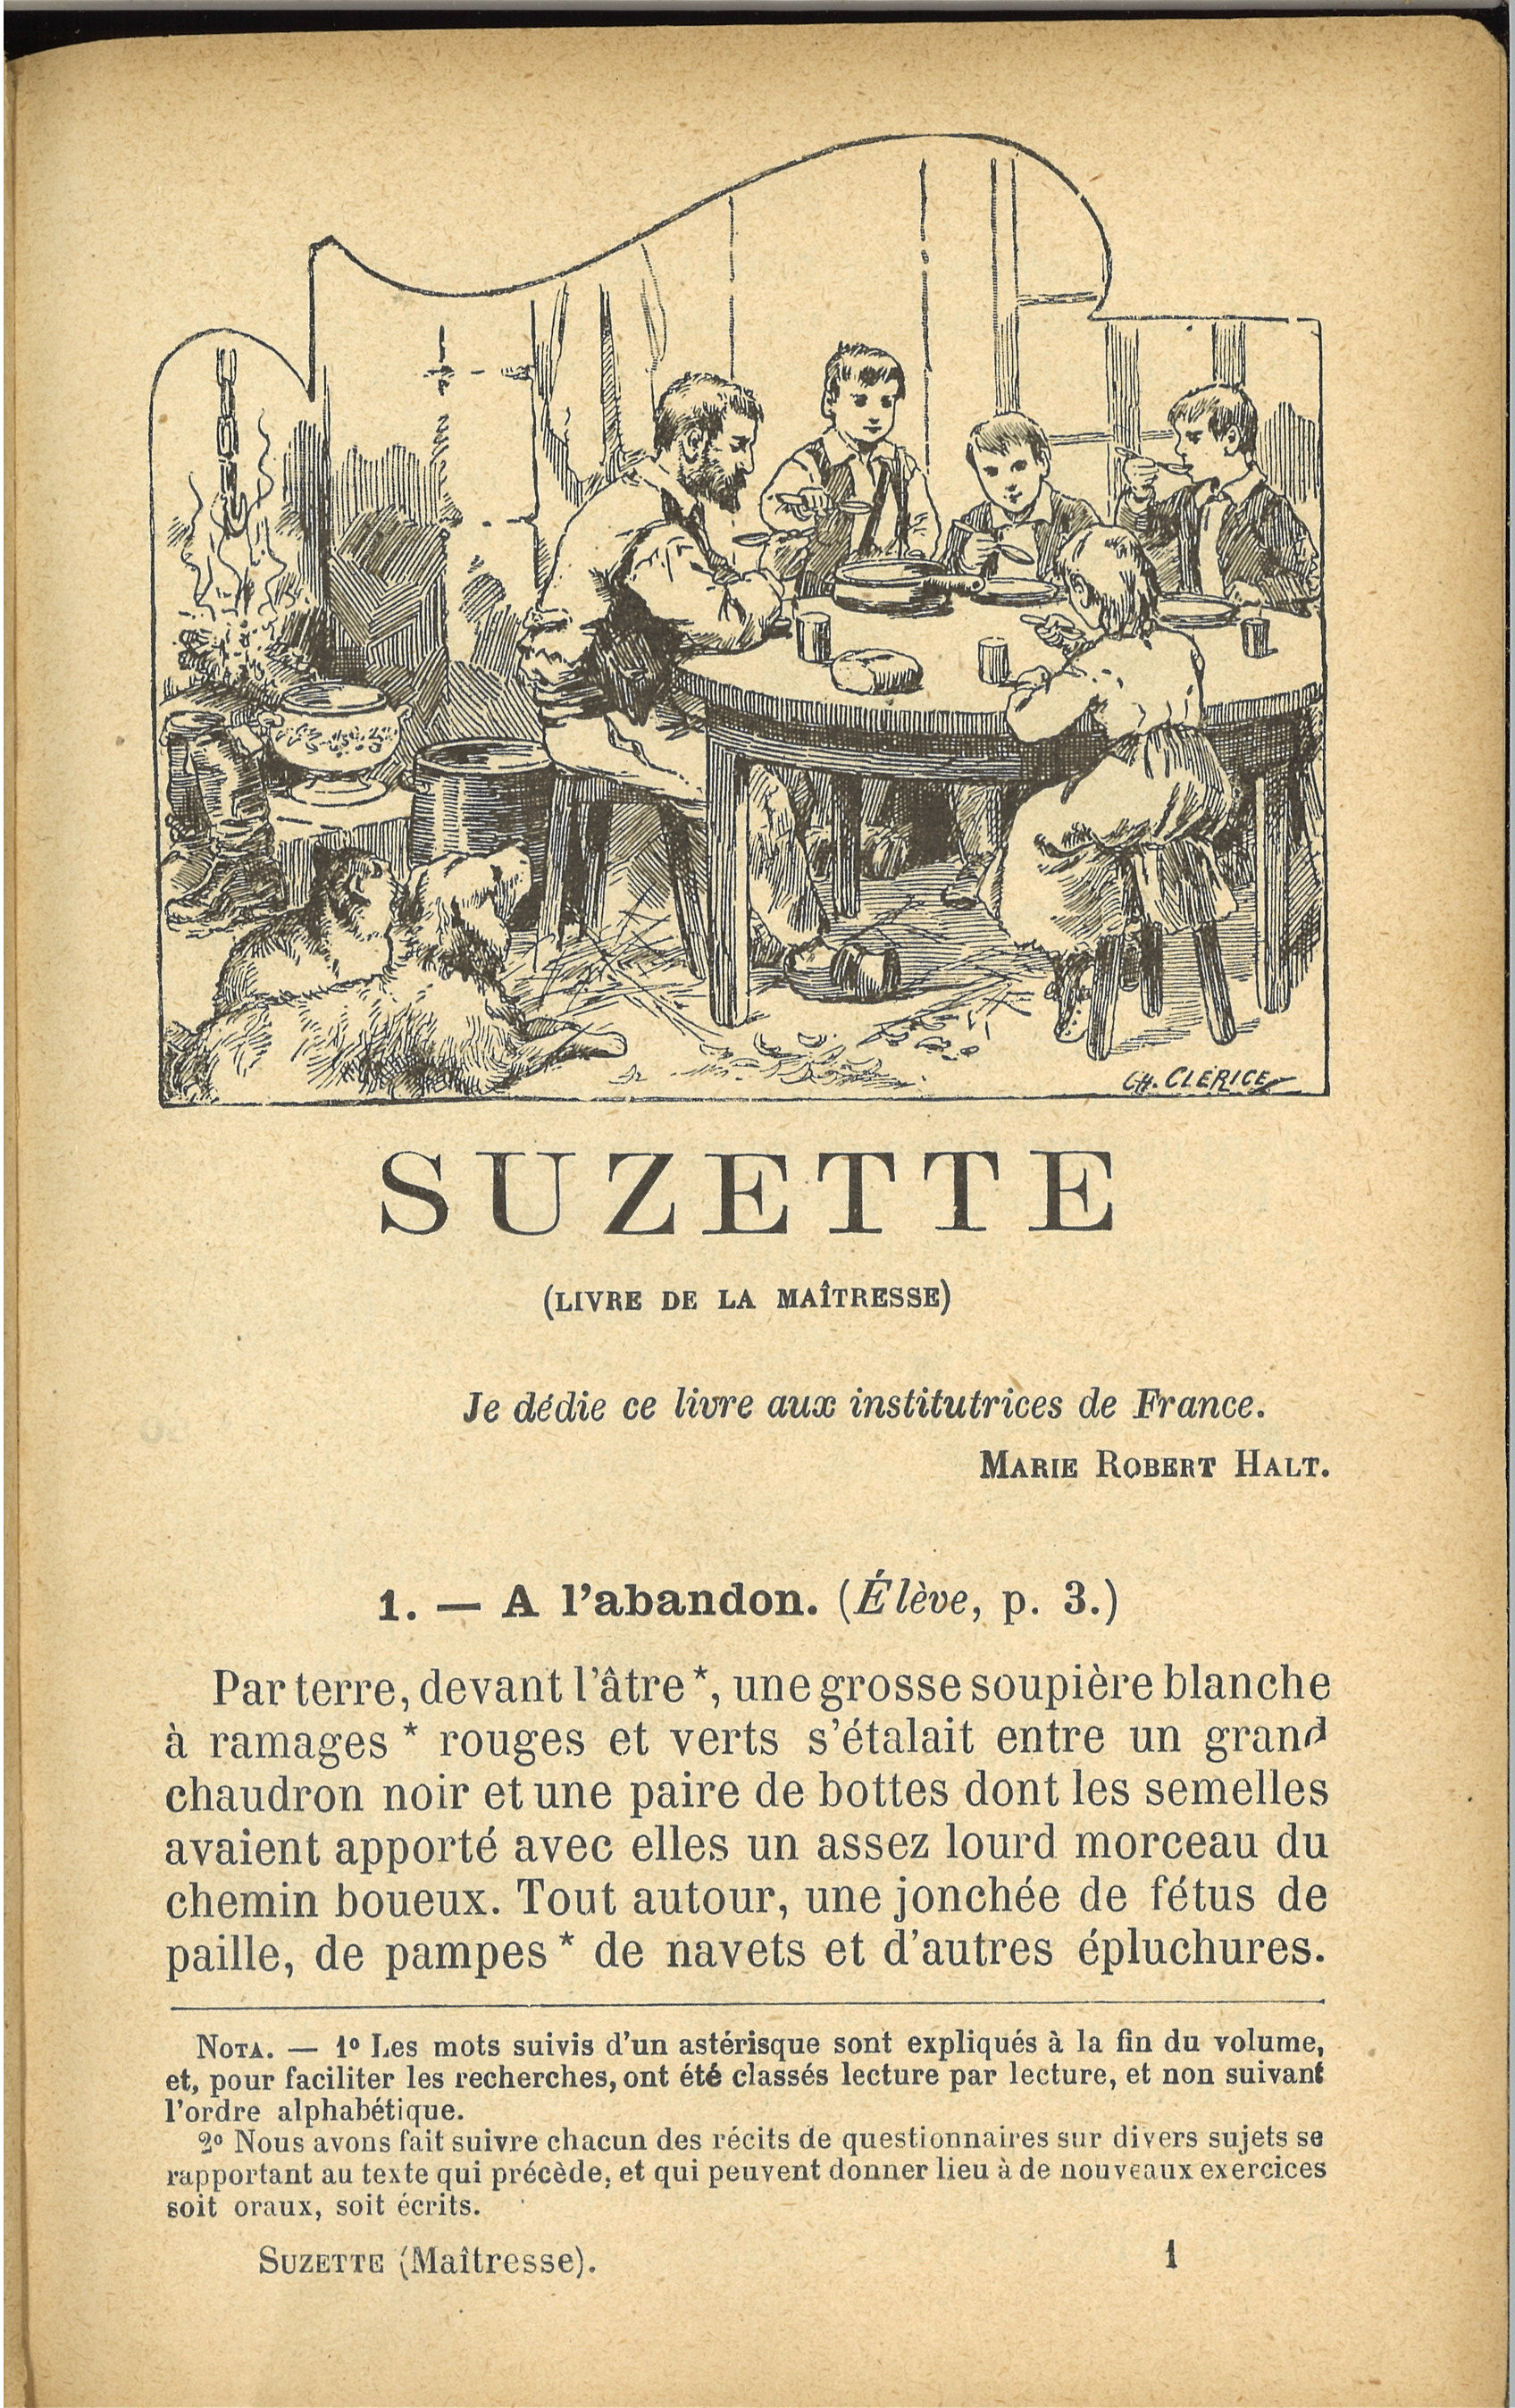 CH. CLÉRICE
SUZETTE
(LIVRE DE LA MAÎTRESSE)
Je dédie ce livre aux institutrices de France.
MARIE ROBERT HALT.
1. — A l'abandon. (Élève, p. 3.)
Par terre, devant l'âtre *, une grosse soupière blanche
à ramages * rouges et verts s'étalait entre un grand
chaudron noir et une paire de bottes dont les semelles
avaient apporté avec elles un assez lourd morceau du
chemin boueux. Tout autour, une jonchée de fétus de
paille, de pampes * de navets et d'autres épluchures.
NOTA. — 1º Les mots suivis d'un astérisque sont expliqués à la fin du volume,
et, pour faciliter les recherches, ont été classés lecture par lecture, et non suivant
l'ordre alphabétique.
2º Nous avons fait suivre chacun des récits de questionnaires sur divers sujets se
rapportant au texte qui précède, et qui peuvent donner lieu à de nouveaux exercices
soit oraux, soit écrits.
SUZETTE (Maîtresse).
1